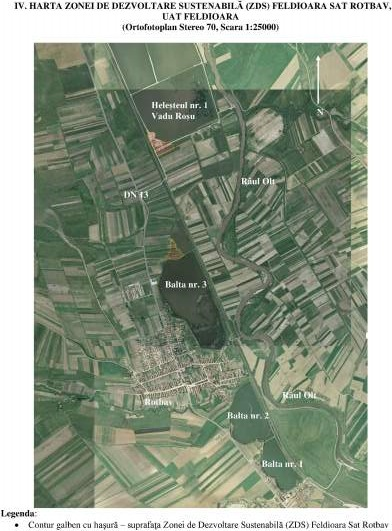 IV. HARTA ZONEI DE DEZVOLTARE SUSTENABILĂ (ZDS) FELDIOARA SAT ROTBAV,
UAT FELDIOARA
(Ortofotoplan Stereo 70, Scara 1:25000)
Heleșteul nr. 1
Vadu Roșu
N
Râul Olt
DN 13
Balta nr. 3
Râul Olt
Rotbav
Balta nr. 2
Balta nr. 1
Legenda:
• Contur galben cu hașură – suprafața Zonei de Dezvoltare Sustenabilă (ZDS) Feldioara Sat Rotbav